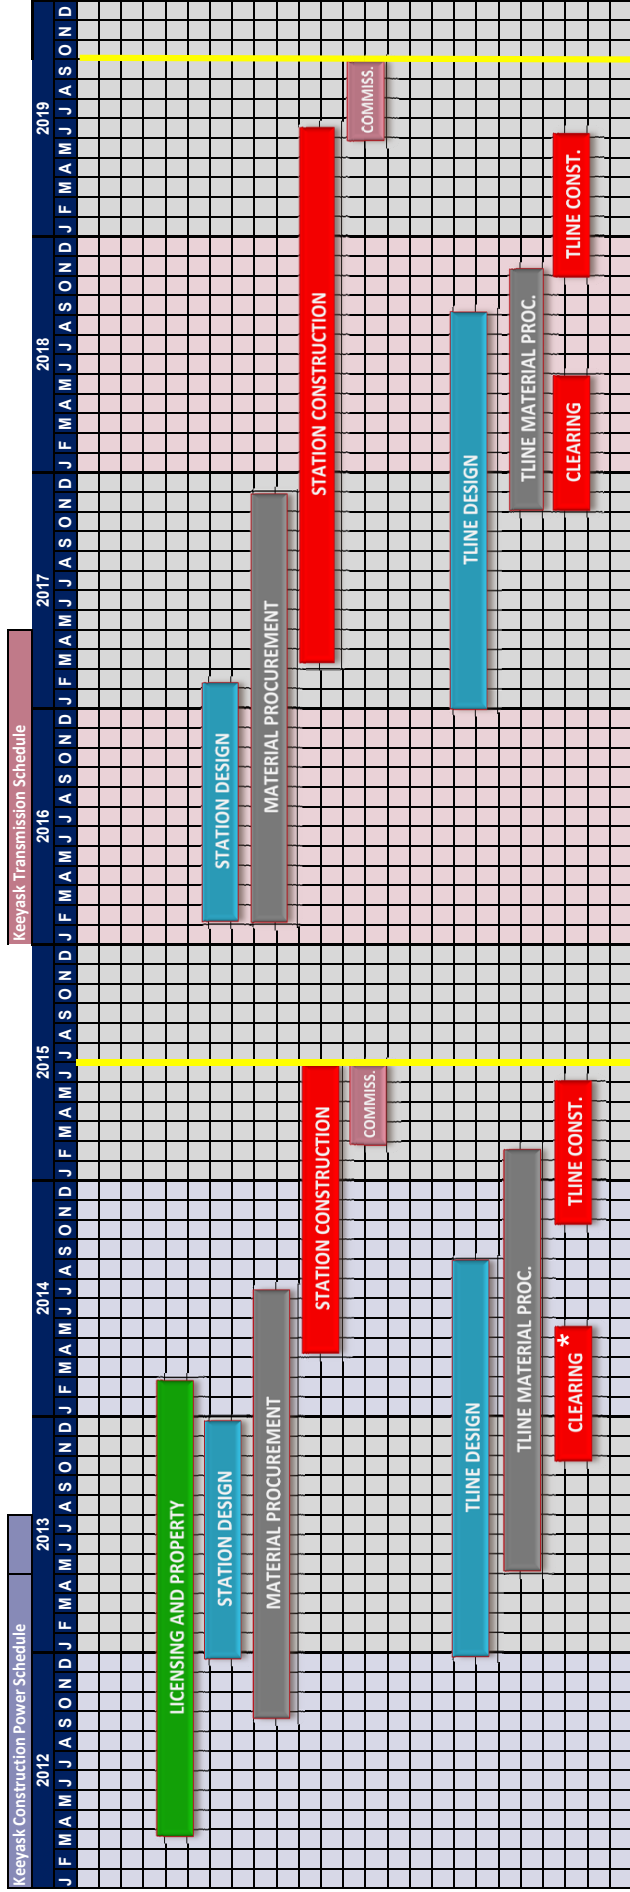 Keeyask Construction Power Schedule
Keeyask Transmission Schedule
2012 2013 2014 2015 2016 2017 2018 2019
J F M A M J J A S O N D J F M A M J J A S O N D J F M A M J J A S O N D J F M A M J J A S O N D J F M A M J J A S O N D J F M A M J J A S O N D J F M A M J J A S O N D J F M A M J J A S O N D
LICENSING AND PROPERTY
STATION DESIGN
STATION DESIGN
MATERIAL PROCUREMENT
MATERIAL PROCUREMENT
STATION CONSTRUCTION
STATION CONSTRUCTION
COMMISS.
COMMISS.
TLINE DESIGN
TLINE DESIGN
TLINE MATERIAL PROC.
TLINE MATERIAL PROC.
CLEARING *
TLINE CONST.
CLEARING
TLINE CONST.